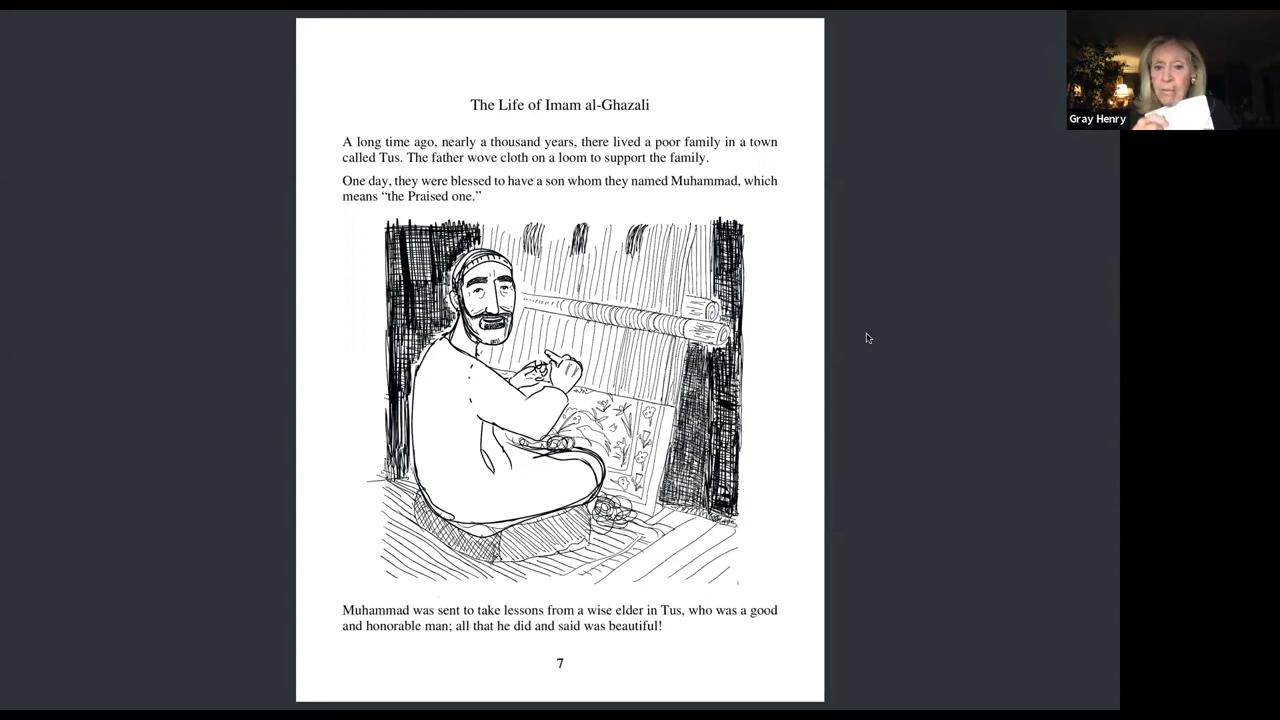 The Life of Imam al-Ghazali
A long time ago, nearly a thousand years, there lived a poor family in a town
called Tus. The father wove cloth on a loom to support the family.
One day, they were blessed to have a son whom they named Muhammad, which
means “the Praised one.”
Muhammad was sent to take lessons from a wise elder in Tus, who was a good
and honorable man; all that he did and said was beautiful!
7
Gray Henry